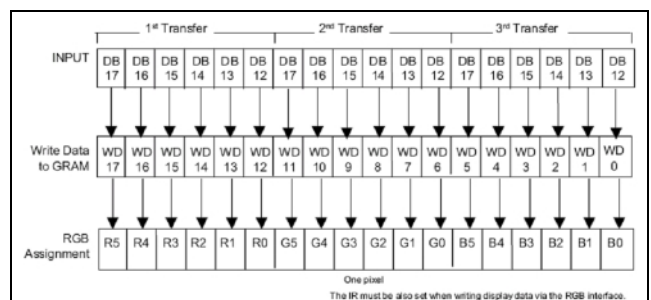 1st Transfer 2nd Transfer 3rd Transfer
INPUT DB 17 DB 16 DB 15 DB 14 DB 13 DB 12 DB 17 DB 16 DB 15 DB 14 DB 13 DB 12 DB 17 DB 16 DB 15 DB 14 DB 13 DB 12
Write Data to GRAM WD 17 WD 16 WD 15 WD 14 WD 13 WD 12 WD 11 WD 10 WD 9 WD 8 WD 7 WD 6 WD 5 WD 4 WD 3 WD 2 WD 1 WD 0
RGB Assignment R5 R4 R3 R2 R1 R0 G5 G4 G3 G2 G1 G0 B5 B4 B3 B2 B1 B0
One pixel
The IR must be also set when writing display data via the RGB interface.